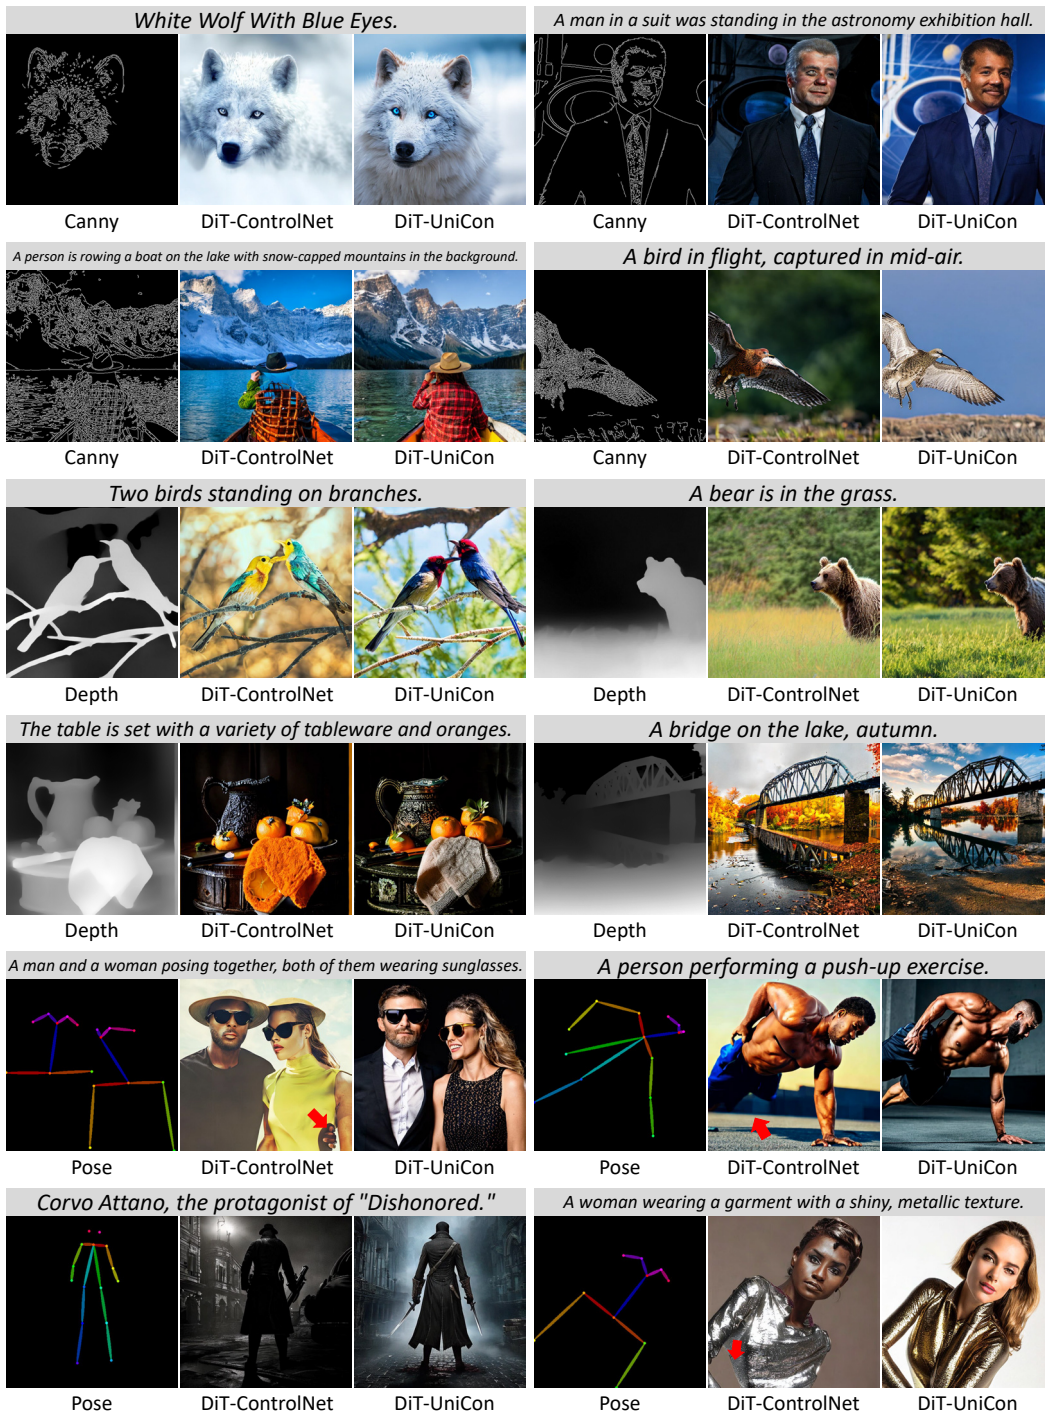 White Wolf With Blue Eyes.
A man in a suit was standing in the astronomy exhibition hall.
Canny
DiT-ControlNet
DiT-UniCon
Canny
DiT-ControlNet
DiT-UniCon
A person is rowing a boat on the lake with snow-capped mountains in the background.
A bird in flight, captured in mid-air.
Canny
DiT-ControlNet
DiT-UniCon
Canny
DiT-ControlNet
DiT-UniCon
Two birds standing on branches.
A bear is in the grass.
Depth
DiT-ControlNet
DiT-UniCon
Depth
DiT-ControlNet
DiT-UniCon
The table is set with a variety of tableware and oranges.
A bridge on the lake, autumn.
Depth
DiT-ControlNet
DiT-UniCon
Depth
DiT-ControlNet
DiT-UniCon
A man and a woman posing together, both of them wearing sunglasses.
A person performing a push-up exercise.
Pose
DiT-ControlNet
DiT-UniCon
Pose
DiT-ControlNet
DiT-UniCon
Corvo Attano, the protagonist of "Dishonored."
A woman wearing a garment with a shiny, metallic texture.
Pose
DiT-ControlNet
DiT-UniCon
Pose
DiT-ControlNet
DiT-UniCon